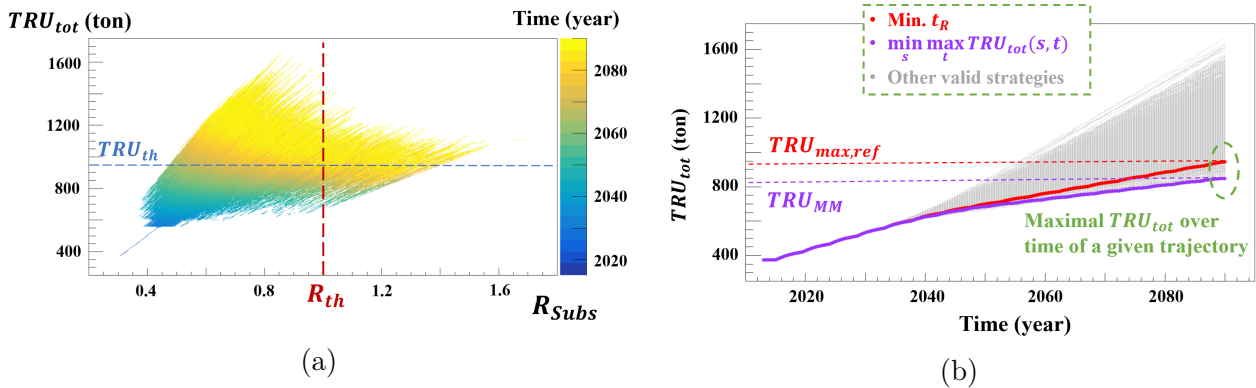 TRU_tot (ton)
Time (year)
1600
1200
800
400
TRU_th
0.4
0.8
1.2
1.6
R_th
R_Subs
2080
2060
2040
2020
(a)
Min. t_R
min_s max_t TRU_tot(s, t)
Other valid strategies
1600
1200
800
400
TRU_tot (ton)
TRU_max,ref
TRU_MM
Maximal TRU_tot over
time of a given trajectory
2020
2040
2060
2080
Time (year)
(b)